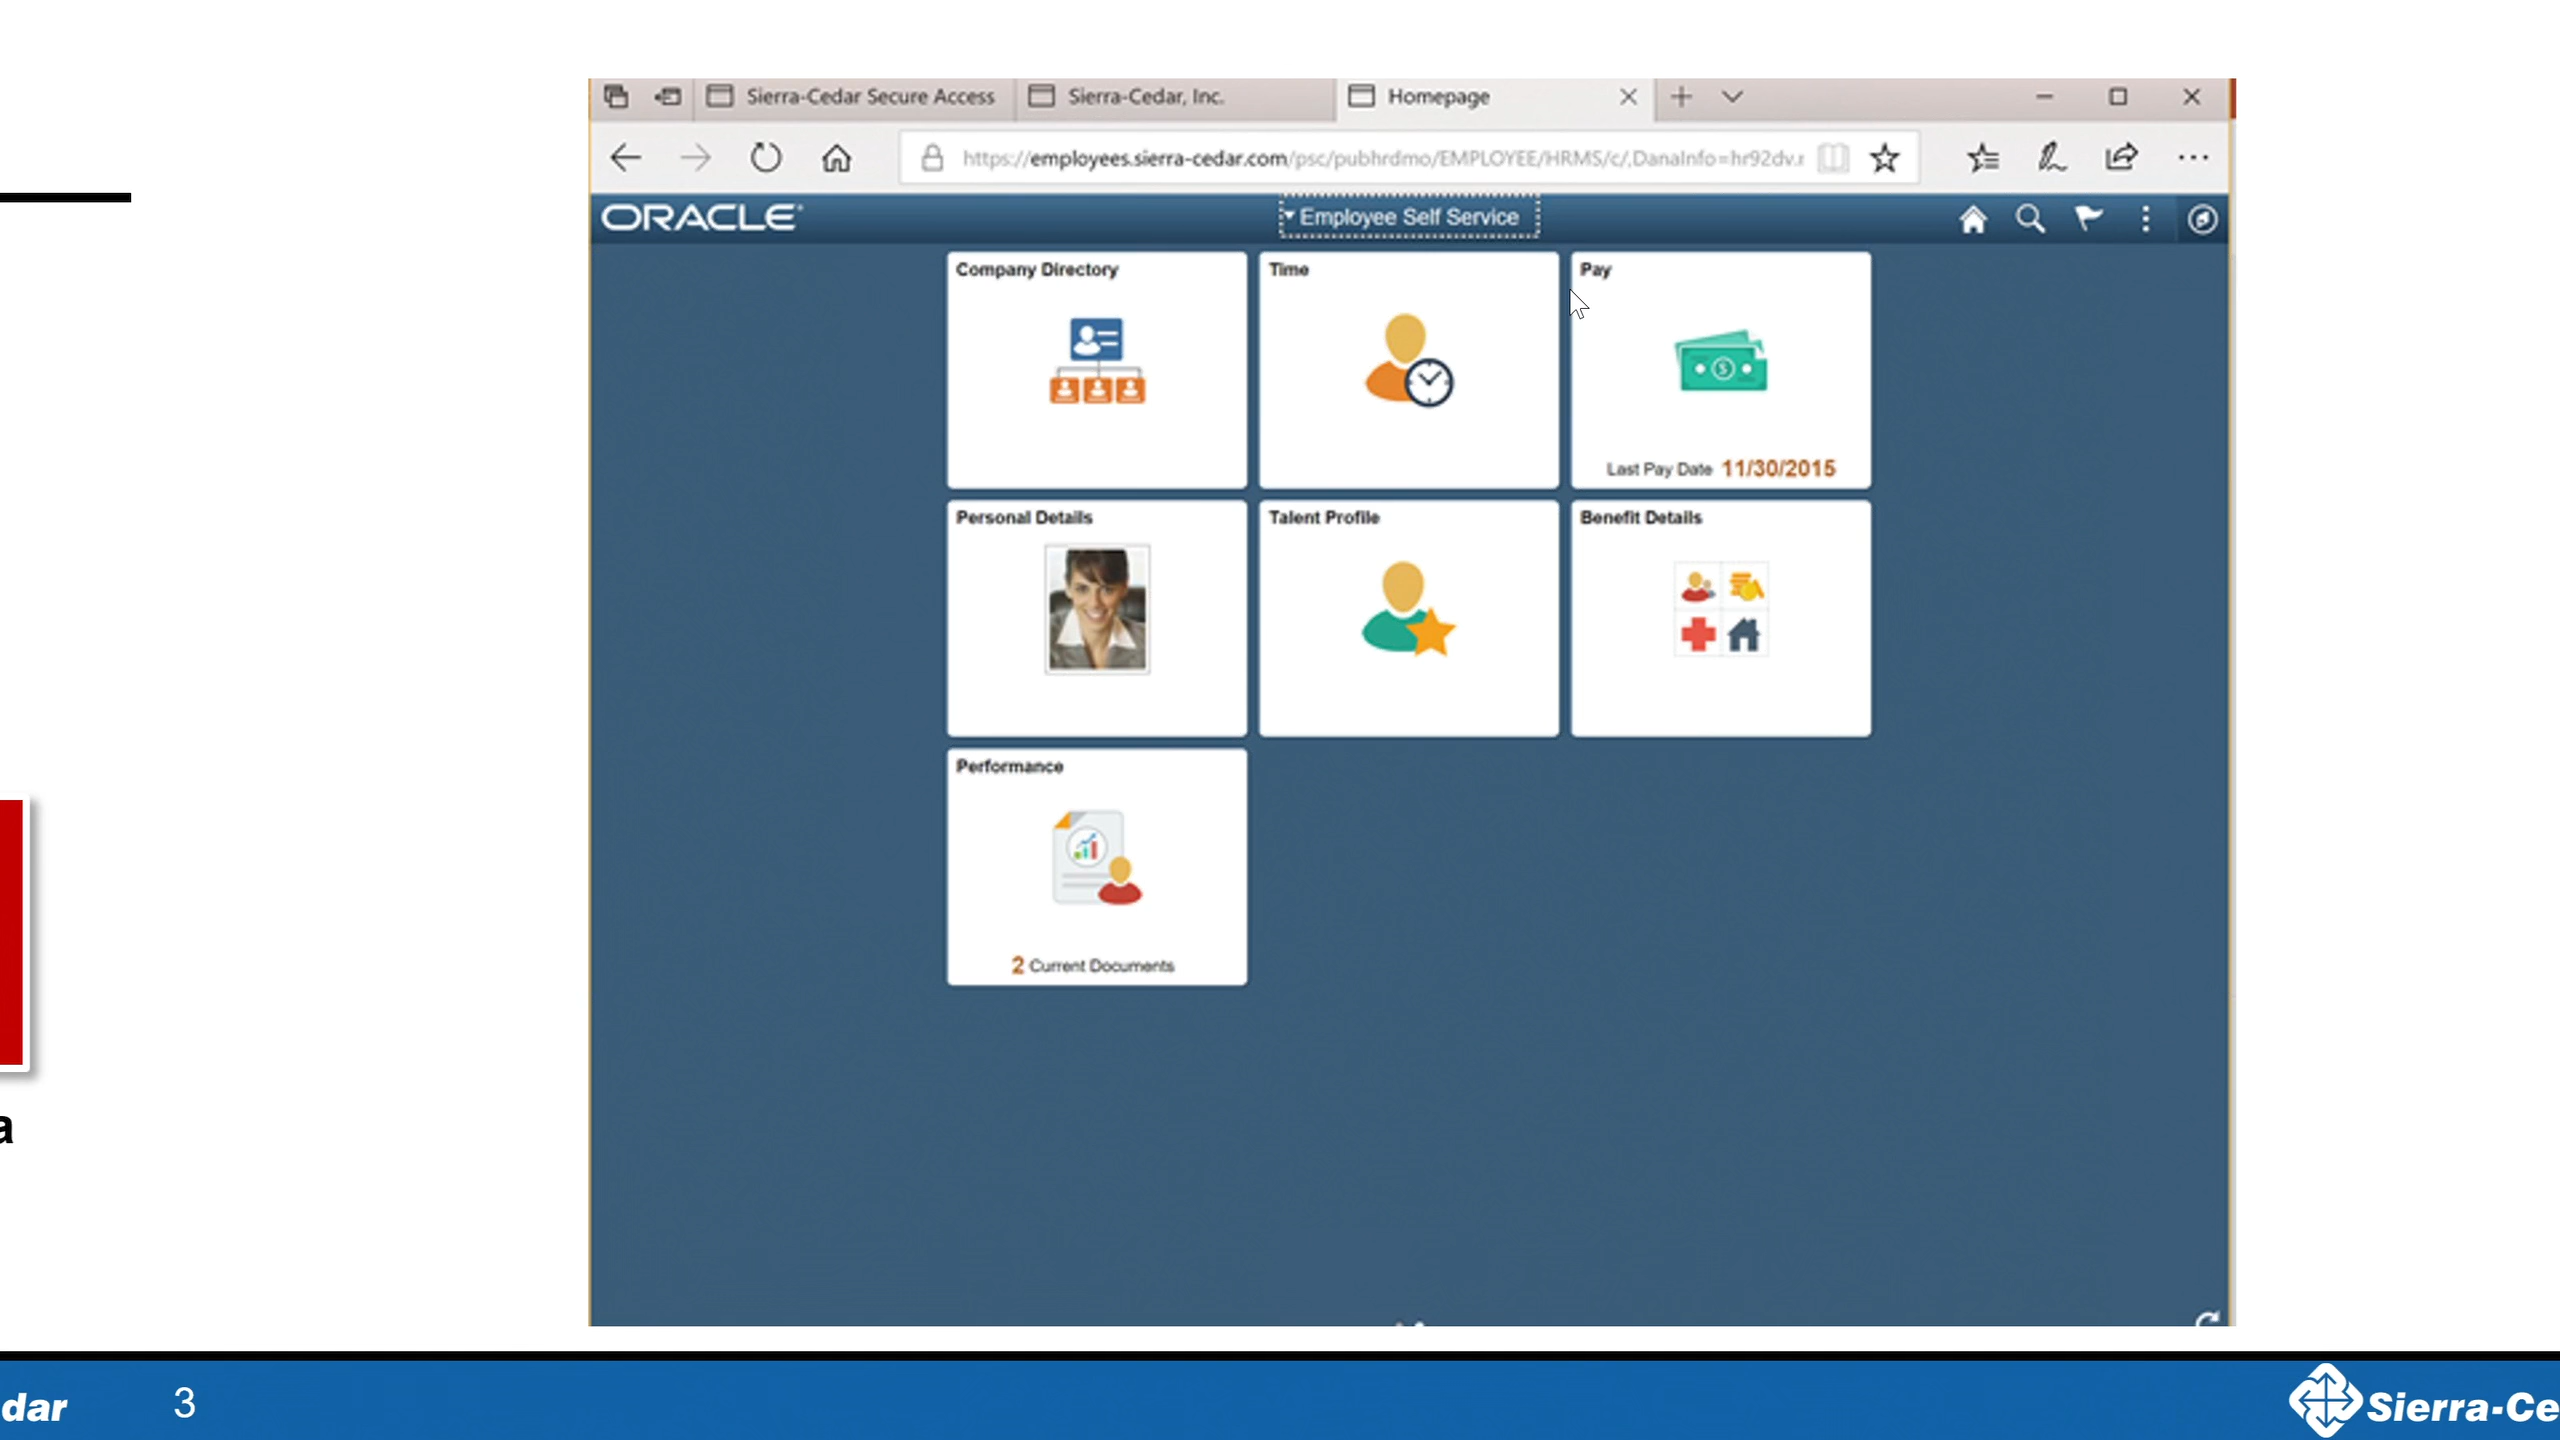 Sierra-Cedar Secure Access
Sierra-Cedar, Inc.
Homepage
https://employees.sierra-cedar.com/psc/pubhrdmo/EMPLOYEE/HRMS/c/,DanaInfo=hr92dv.r
ORACLE
Employee Self Service
Company Directory
Time
Pay
Last Pay Date 11/30/2015
Personal Details
Talent Profile
Benefit Details
Performance
2 Current Documents
a
dar
3
Sierra-Ce